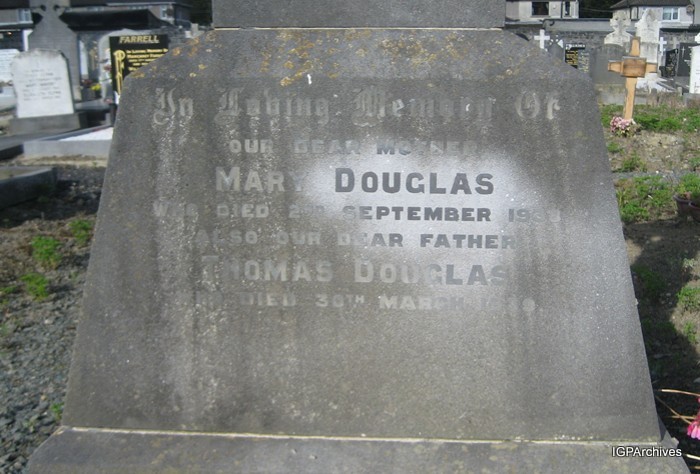 FARRELL
In Loving Memory Of
OUR DEAR MOTHER
MARY DOUGLAS
WHO DIED SEPTEMBER
ALSO OUR DEAR FATHER
THOMAS DOUGLAS
WHO DIED 30TH MARCH
IGPArchives